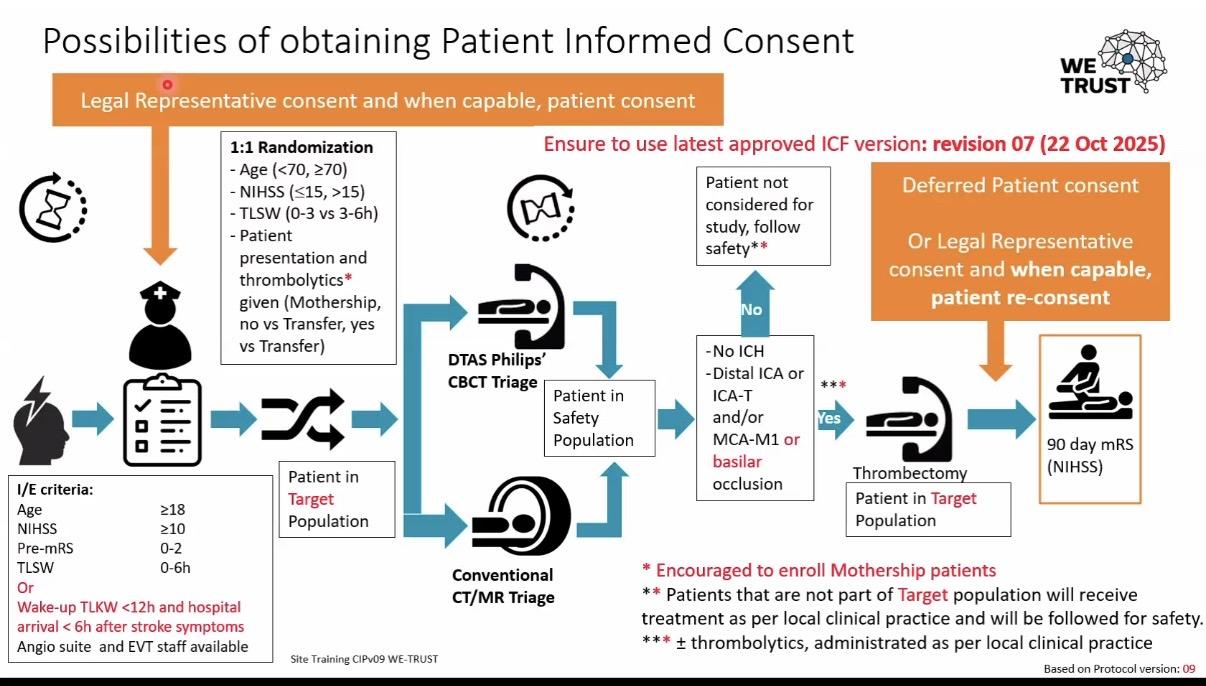 Possibilities of obtaining Patient Informed Consent
WE
TRUST
Legal Representative consent and when capable, patient consent
Ensure to use latest approved ICF version: revision 07 (22 Oct 2025)
1:1 Randomization
- Age (<70, ≥70)
- NIHSS (≤15, >15)
- TLSW (0-3 vs 3-6h)
- Patient
presentation and
thrombolytics*
given (Mothership,
no vs Transfer, yes
vs Transfer)
Patient not
considered for
study, follow
safety**
Deferred Patient consent
Or Legal Representative
consent and when capable,
patient re-consent
No
DTAS Philips’
CBCT Triage
Patient in
Safety
Population
-No ICH
-Distal ICA or
ICA-T
and/or
MCA-M1 or
basilar
occlusion
***
Yes
Thrombectomy
Patient in Target
Population
90 day mRS
(NIHSS)
Patient in
Target
Population
I/E criteria:
Age ≥18
NIHSS ≥10
Pre-mRS 0-2
TLSW 0-6h
Or
Wake-up TLKW <12h and hospital
arrival < 6h after stroke symptoms
Angio suite and EVT staff available
Conventional
CT/MR Triage
* Encouraged to enroll Mothership patients
** Patients that are not part of Target population will receive
treatment as per local clinical practice and will be followed for safety.
*** ± thrombolytics, administrated as per local clinical practice
Site Training CIPv09 WE-TRUST
Based on Protocol version: 09